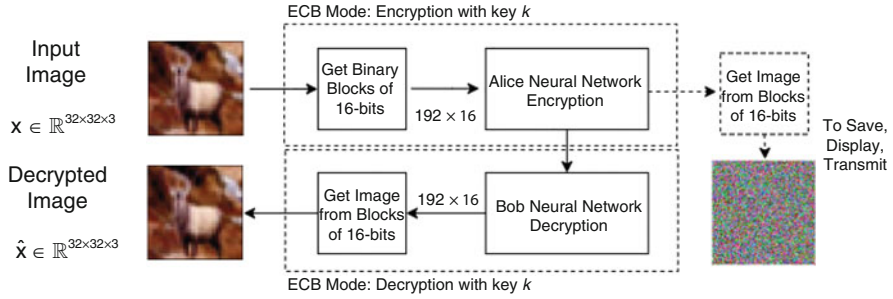 ECB Mode: Encryption with key k
Input
Image
x ∈ ℝ^{32×32×3}
Get Binary
Blocks of
16-bits
192 × 16
Alice Neural Network
Encryption
Get Image
from Blocks
of 16-bits
To Save,
Display,
Transmit
Decrypted
Image
x̂ ∈ ℝ^{32×32×3}
Get Image
from Blocks
of 16-bits
192 × 16
Bob Neural Network
Decryption
ECB Mode: Decryption with key k